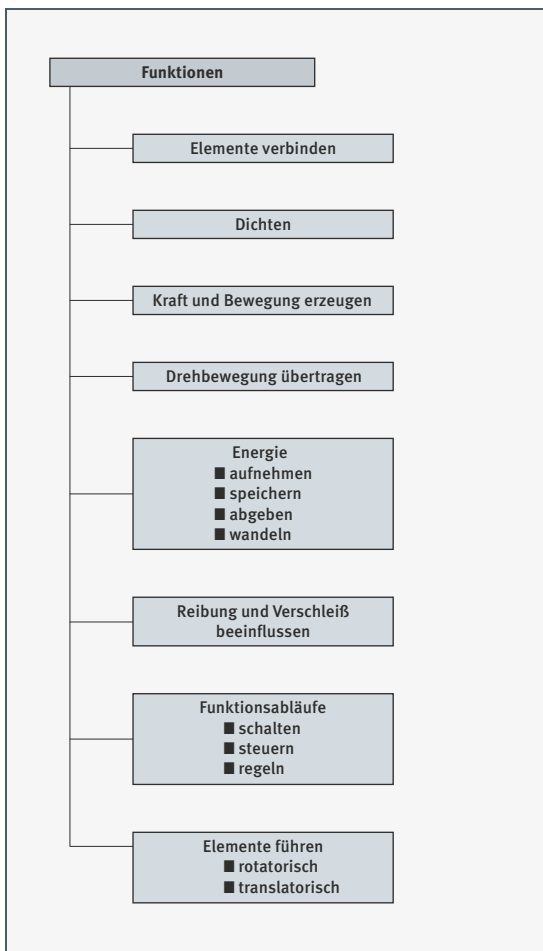 Funktionen
Elemente verbinden
Dichten
Kraft und Bewegung erzeugen
Drehbewegung übertragen
Energie
■ aufnehmen
■ speichern
■ abgeben
■ wandeln
Reibung und Verschleiß
beeinflussen
Funktionsabläufe
■ schalten
■ steuern
■ regeln
Elemente führen
■ rotatorisch
■ translatorisch